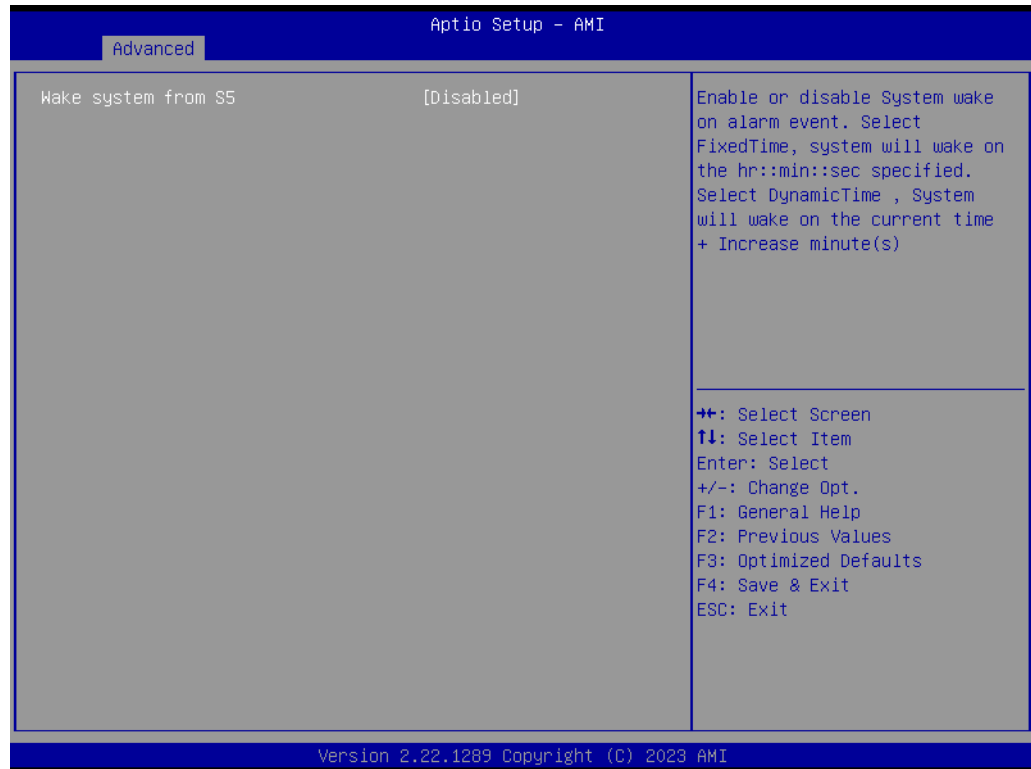 Aptio Setup – AMI
Advanced
Wake system from S5 [Disabled]
Enable or disable System wake
on alarm event. Select
FixedTime, system will wake on
the hr::min::sec specified.
Select DynamicTime , System
will wake on the current time
+ Increase minute(s)
→←: Select Screen
↑↓: Select Item
Enter: Select
+/-: Change Opt.
F1: General Help
F2: Previous Values
F3: Optimized Defaults
F4: Save & Exit
ESC: Exit
Version 2.22.1289 Copyright (C) 2023 AMI